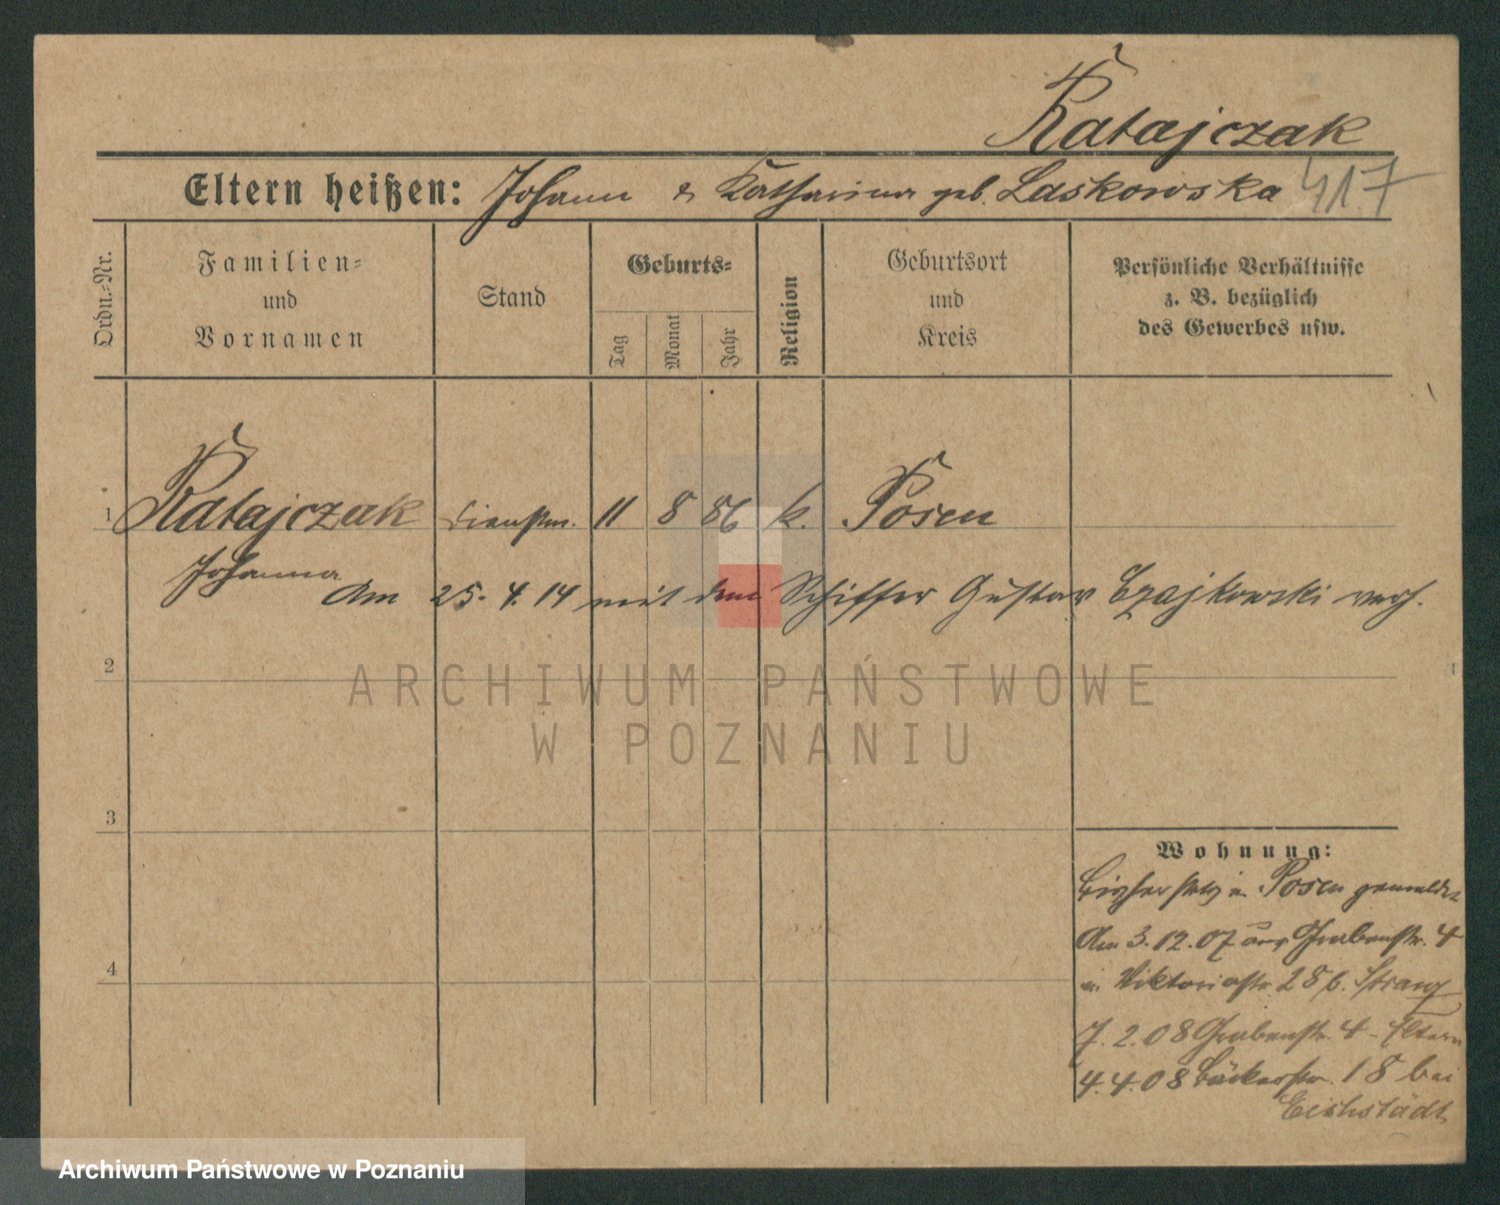 Ratajczak
Eltern heißen: Johann & Katharina geb. Laskowska 417
Ordn.-Nr.
Familien-
und
Vornamen
Stand
Geburts-
Tag
Monat
Jahr
Religion
Geburtsort
und
Kreis
Persönliche Verhältnisse
z. B. bezüglich
des Gewerbes usw.
1 Ratajczak Dienstm. 11 8 86 k. Posen
Johanna
Am 25. 4. 14 mit dem Schiffer Gustav Czajkowski verh.
2
ARCHIWUM PAŃSTWOWE
W POZNANIU
3
Wohnung:
Bisher stets in Posen gemeldet
4
Am 3.12.07 aus Grabenstr. 4
n. Viktoriastr. 28 b. Strang
7.2.08 Grabenstr. 4 - Eltern
4.4.08 Bäckerstr. 18 bei
Eichstädt
Archiwum Państwowe w Poznaniu